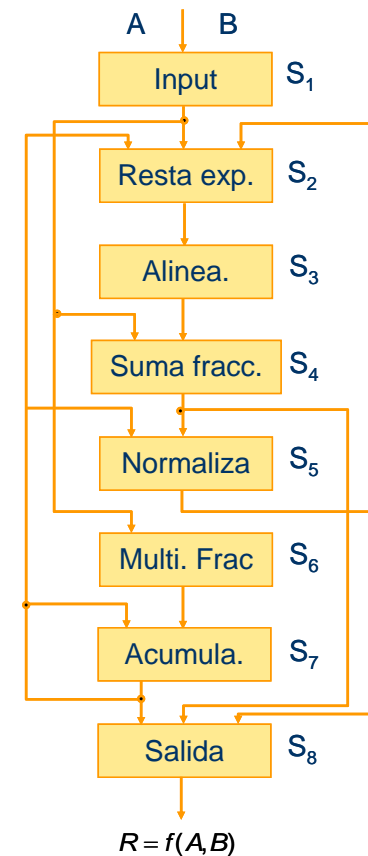 A B
Input S₁
Resta exp. S₂
Alinea. S₃
Suma fracc. S₄
Normaliza S₅
Multi. Frac S₆
Acumula. S₇
Salida S₈
R = f(A,B)